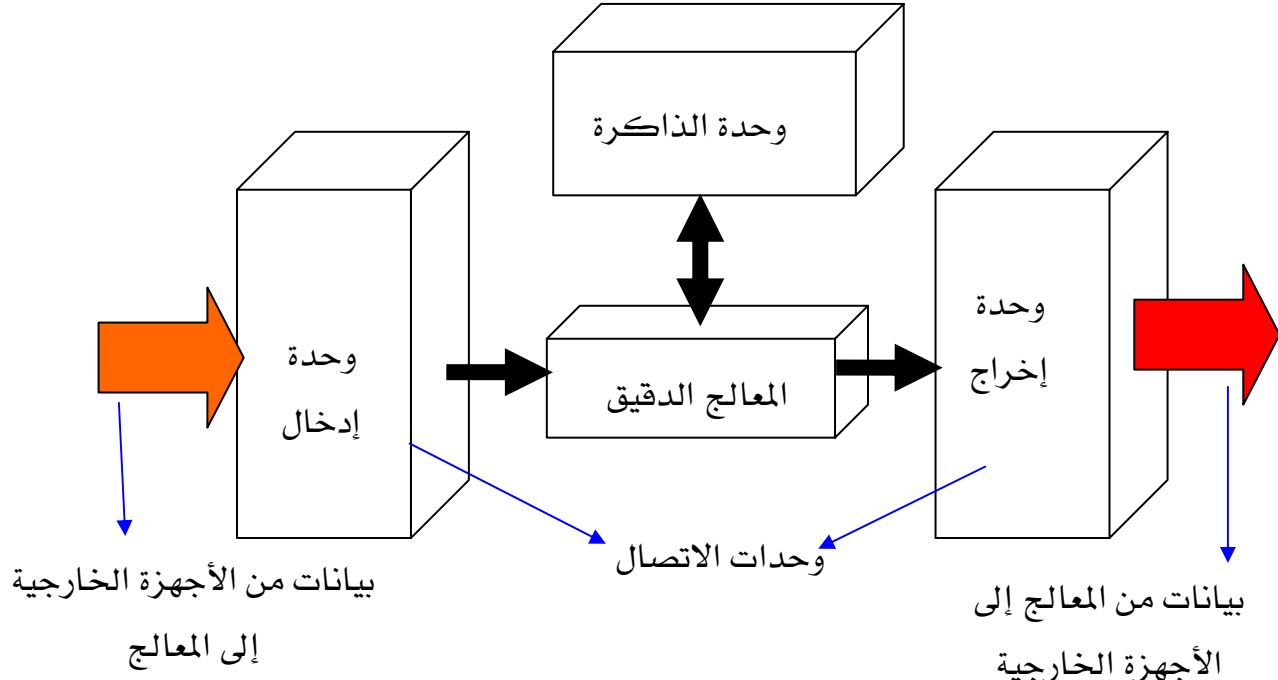 وحدة الذاكرة
وحدة
إخراج
المعالج الدقيق
وحدة
إدخال
وحدات الاتصال
بيانات من المعالج إلى
الأجهزة الخارجية
بيانات من الأجهزة الخارجية
إلى المعالج